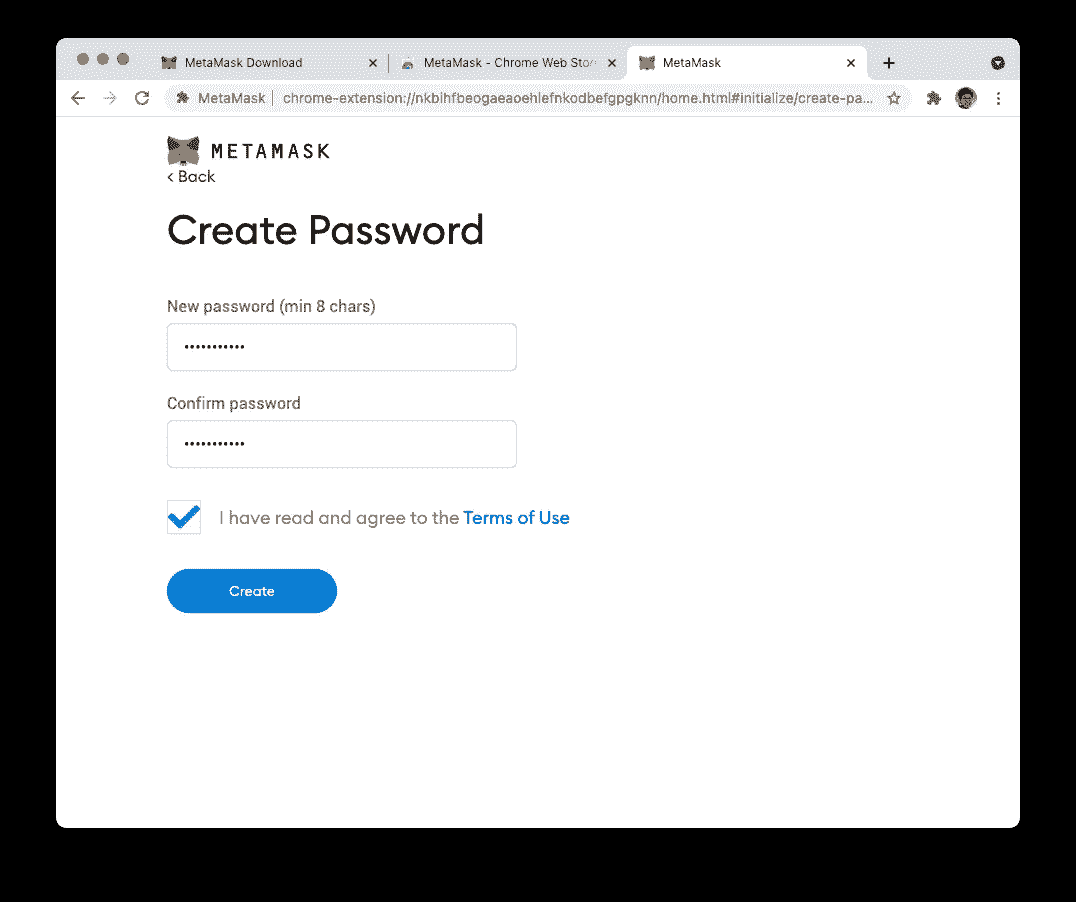 MetaMask Download
MetaMask - Chrome Web Sto
MetaMask
MetaMask
chrome-extension://nkbihfbeogaeaoehlefnkodbefgpgknn/home.html#initialize/create-pa...
METAMASK
< Back
Create Password
New password (min 8 chars)
•••••••••••
Confirm password
•••••••••••
I have read and agree to the Terms of Use
Create